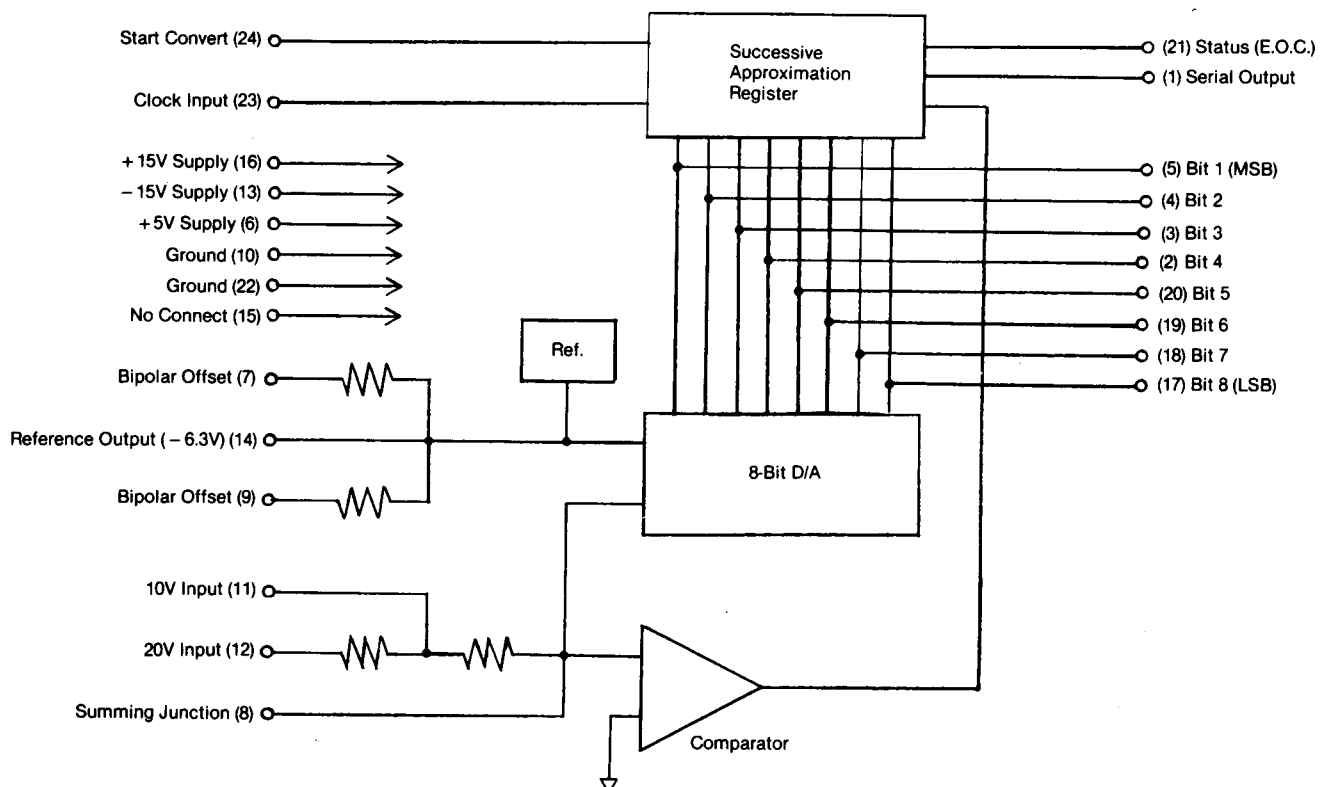 Start Convert (24)
Clock Input (23)
+ 15V Supply (16)
– 15V Supply (13)
+5V Supply (6)
Ground (10)
Ground (22)
No Connect (15)
Bipolar Offset (7)
Reference Output ( – 6.3V) (14)
Bipolar Offset (9)
10V Input (11)
20V Input (12)
Summing Junction (8)
Successive
Approximation
Register
Ref.
8-Bit D/A
Comparator
(21) Status (E.O.C.)
(1) Serial Output
(5) Bit 1 (MSB)
(4) Bit 2
(3) Bit 3
(2) Bit 4
(20) Bit 5
(19) Bit 6
(18) Bit 7
(17) Bit 8 (LSB)